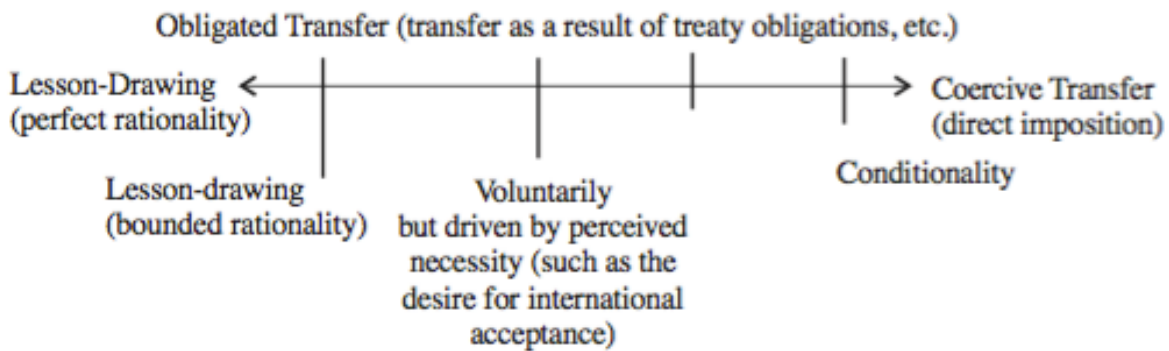 Obligated Transfer (transfer as a result of treaty obligations, etc.)
Lesson-Drawing
(perfect rationality)
Coercive Transfer
(direct imposition)
Lesson-drawing
(bounded rationality)
Voluntarily
but driven by perceived
necessity (such as the
desire for international
acceptance)
Conditionality